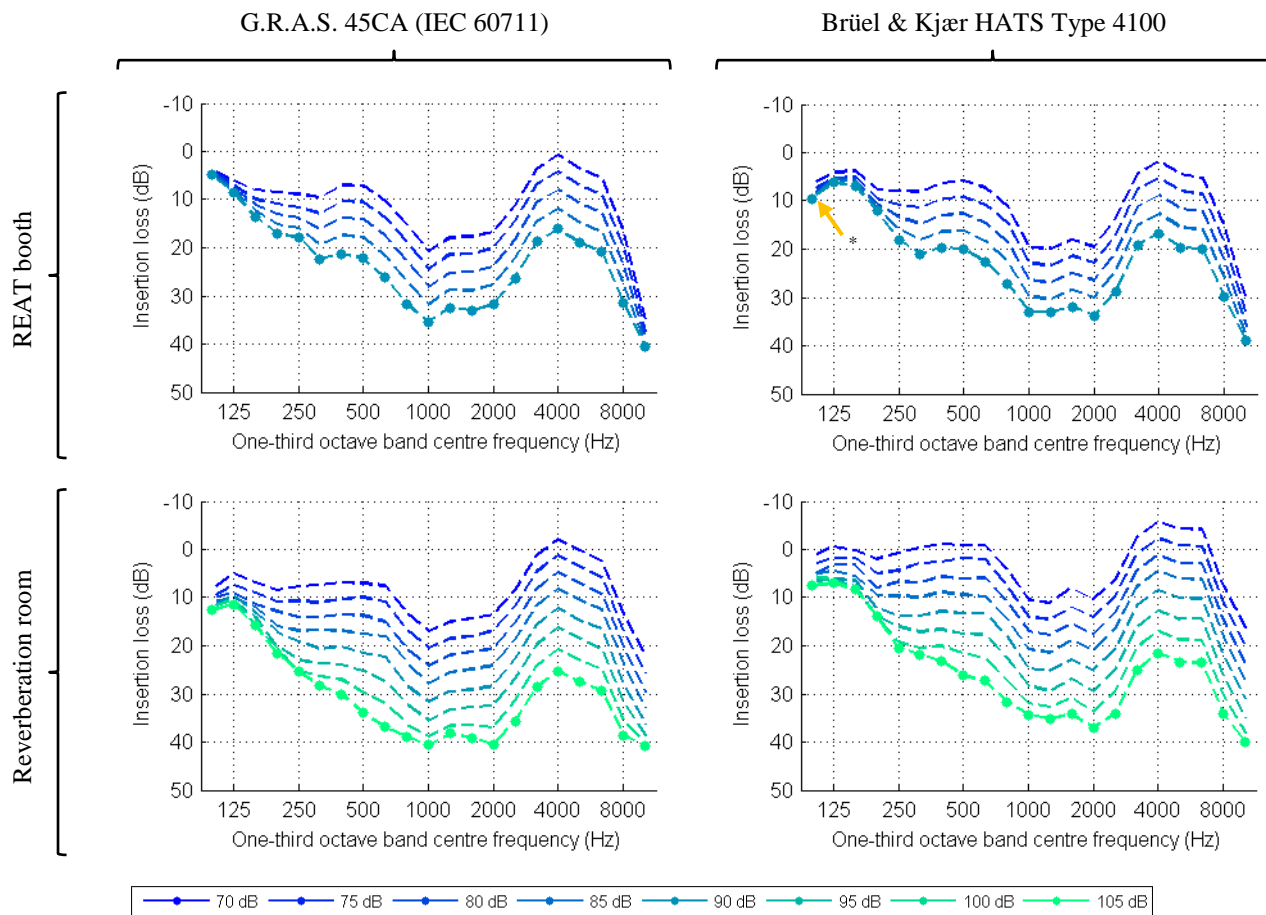 G.R.A.S. 45CA (IEC 60711)
Brüel & Kjær HATS Type 4100
REAT booth
-10
0
10
20
30
40
50
Insertion loss (dB)
125 250 500 1000 2000 4000 8000
One-third octave band centre frequency (Hz)
-10
0
10
20
30
40
50
Insertion loss (dB)
*
125 250 500 1000 2000 4000 8000
One-third octave band centre frequency (Hz)
Reverberation room
-10
0
10
20
30
40
50
Insertion loss (dB)
125 250 500 1000 2000 4000 8000
One-third octave band centre frequency (Hz)
-10
0
10
20
30
40
50
Insertion loss (dB)
125 250 500 1000 2000 4000 8000
One-third octave band centre frequency (Hz)
70 dB 75 dB 80 dB 85 dB 90 dB 95 dB 100 dB 105 dB